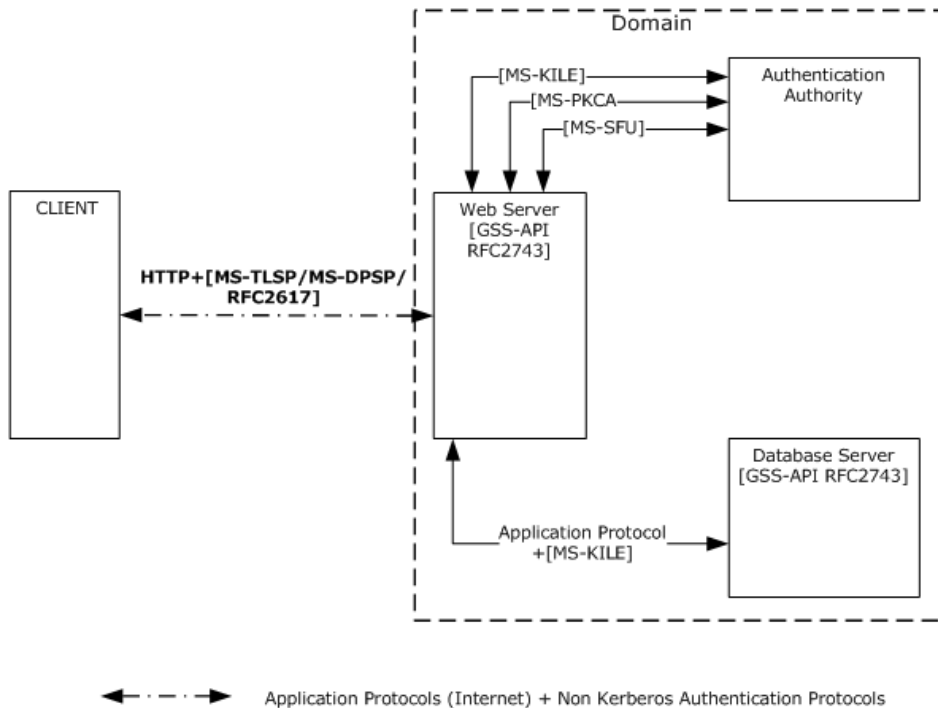 Domain
[MS-KILE]
[MS-PKCA
[MS-SFU]
Authentication
Authority
CLIENT
Web Server
[GSS-API
RFC2743]
HTTP+[MS-TLSP/MS-DPSP/
RFC2617]
Database Server
[GSS-API RFC2743]
Application Protocol
+[MS-KILE]
Application Protocols (Internet) + Non Kerberos Authentication Protocols